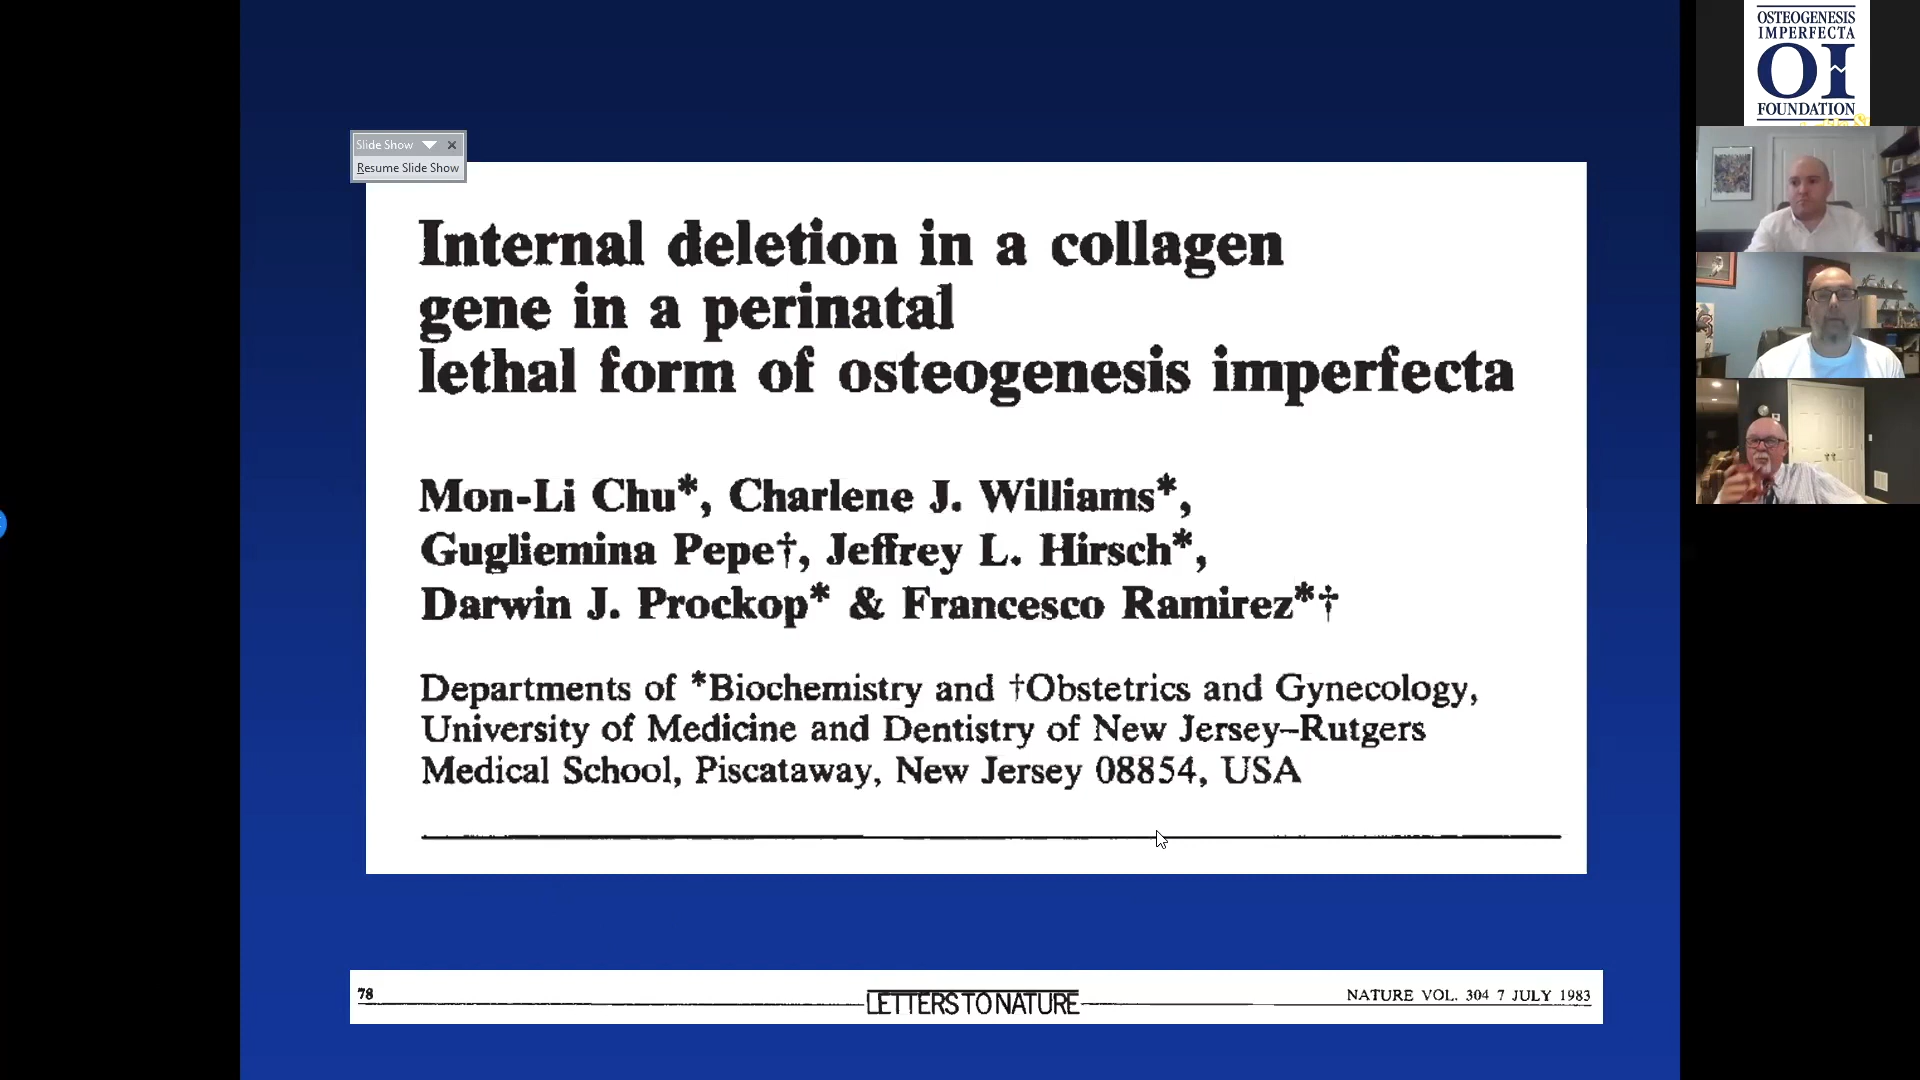 Slide Show
Resume Slide Show
Internal deletion in a collagen
gene in a perinatal
lethal form of osteogenesis imperfecta
Mon-Li Chu*, Charlene J. Williams*,
Gugliemina Pepe†, Jeffrey L. Hirsch*,
Darwin J. Prockop* & Francesco Ramirez*†
Departments of *Biochemistry and †Obstetrics and Gynecology,
University of Medicine and Dentistry of New Jersey–Rutgers
Medical School, Piscataway, New Jersey 08854, USA
78
LETTERS TO NATURE
NATURE VOL. 304 7 JULY 1983
OSTEOGENESIS
IMPERFECTA
OI
FOUNDATION